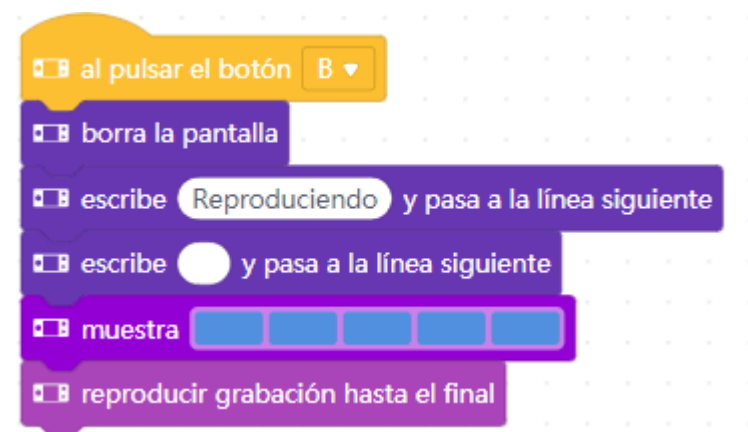 al pulsar el botón B
borra la pantalla
escribe Reproduciendo y pasa a la línea siguiente
escribe y pasa a la línea siguiente
muestra
reproducir grabación hasta el final